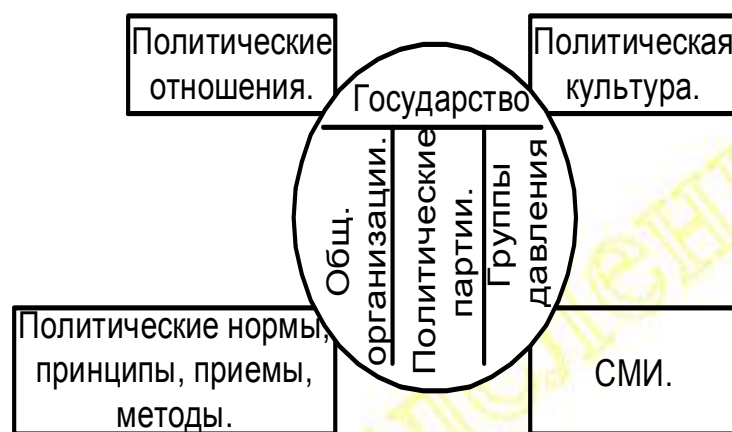 Политические
отношения.
Политическая
культура.
Государство
Общ.
организации.
Политические
партии.
Группы
давления
Политические нормы,
принципы, приемы,
методы.
СМИ.